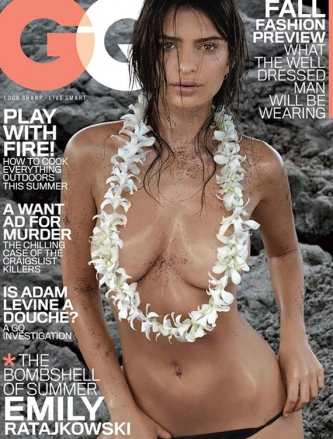 GQ
LOOK SHARP · LIVE SMART
FALL
FASHION
PREVIEW
WHAT
THE WELL
DRESSED
MAN
WILL BE
WEARING
PLAY
WITH
FIRE!
HOW TO COOK
EVERYTHING
OUTDOORS
THIS SUMMER
A WANT
AD FOR
MURDER
THE CHILLING
CASE OF THE
CRAIGSLIST
KILLERS
IS ADAM
LEVINE A
DOUCHE?
A GQ
INVESTIGATION
*THE
BOMBSHELL
OF SUMMER
EMILY
RATAJKOWSKI